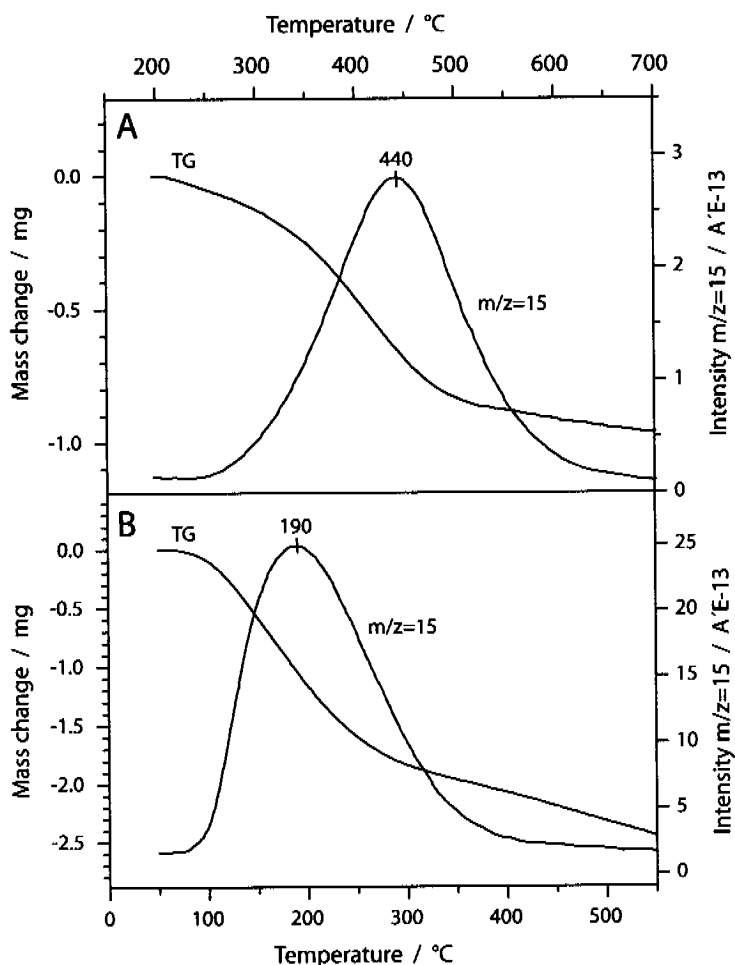 Temperature / °C
200 300 400 500 600 700
A
TG
440
m/z=15
0.0
-0.5
-1.0
Mass change / mg
3
2
1
0
Intensity m/z=15 / A´E-13
B
TG
190
m/z=15
0.0
-0.5
-1.0
-1.5
-2.0
-2.5
Mass change / mg
25
20
15
10
5
0
Intensity m/z=15 / A´E-13
0 100 200 300 400 500
Temperature / °C